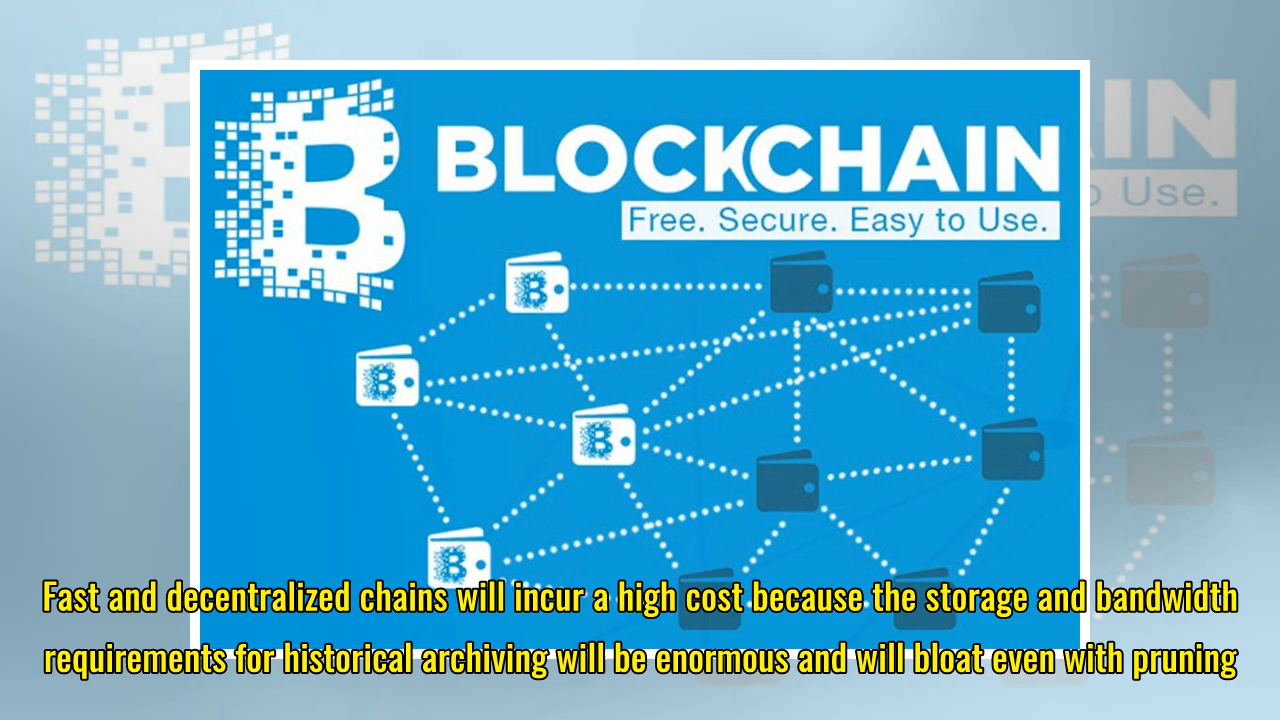 BLOCKCHAIN
Free. Secure. Easy to Use.
Fast and decentralized chains will incur a high cost because the storage and bandwidth
requirements for historical archiving will be enormous and will bloat even with pruning